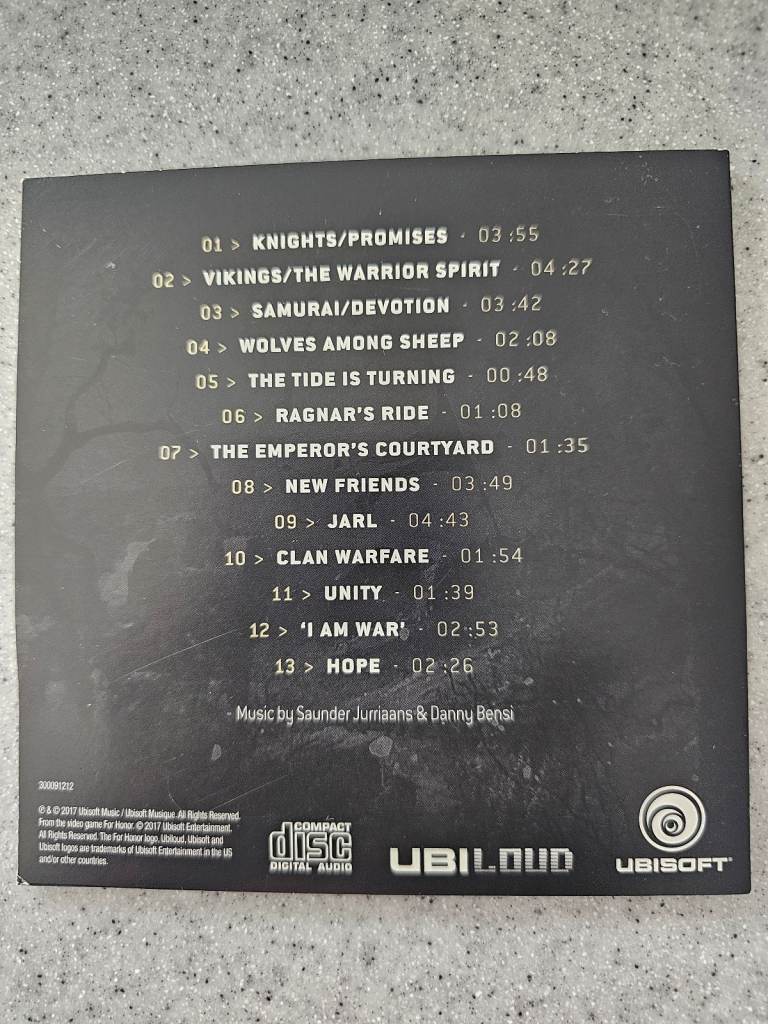 01 > KNIGHTS/PROMISES - 03:55
02 > VIKINGS/THE WARRIOR SPIRIT - 04:27
03 > SAMURAI/DEVOTION - 03:42
04 > WOLVES AMONG SHEEP - 02:08
05 > THE TIDE IS TURNING - 00:48
06 > RAGNAR'S RIDE - 01:08
07 > THE EMPEROR'S COURTYARD - 01:35
08 > NEW FRIENDS - 03:49
09 > JARL - 04:43
10 > CLAN WARFARE - 01:54
11 > UNITY - 01:39
12 > 'I AM WAR' - 02:53
13 > HOPE - 02:26
- Music by Saunder Jurriaans & Danny Bensi
300091212
℗ & © 2017 Ubisoft Music / Ubisoft Musique. All Rights Reserved.
From the video game For Honor. © 2017 Ubisoft Entertainment.
All Rights Reserved. The For Honor logo, Ubiloud, Ubisoft and
Ubisoft logos are trademarks of Ubisoft Entertainment in the US
and/or other countries.
COMPACT
disc
DIGITAL AUDIO
UBILOUD
UBISOFT